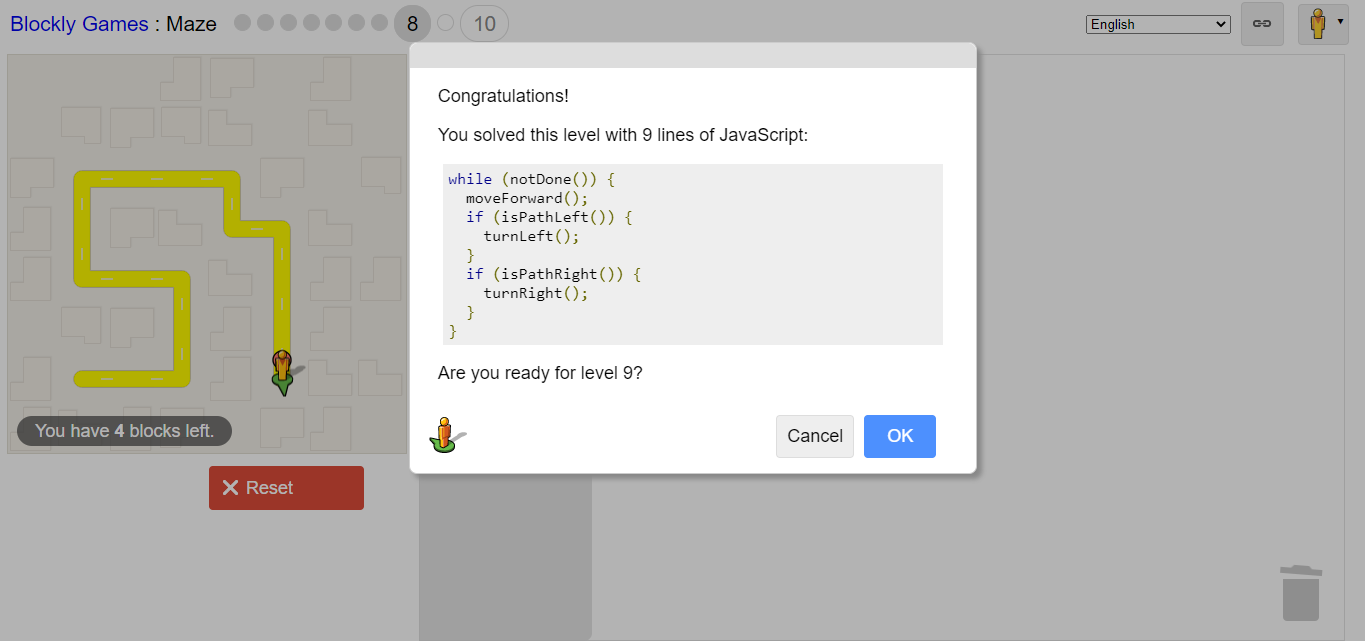 Blockly Games : Maze 8 10
English
Congratulations!
You solved this level with 9 lines of JavaScript:
while (notDone()) {
  moveForward();
  if (isPathLeft()) {
    turnLeft();
  }
  if (isPathRight()) {
    turnRight();
  }
}
Are you ready for level 9?
Cancel OK
You have 4 blocks left.
Reset